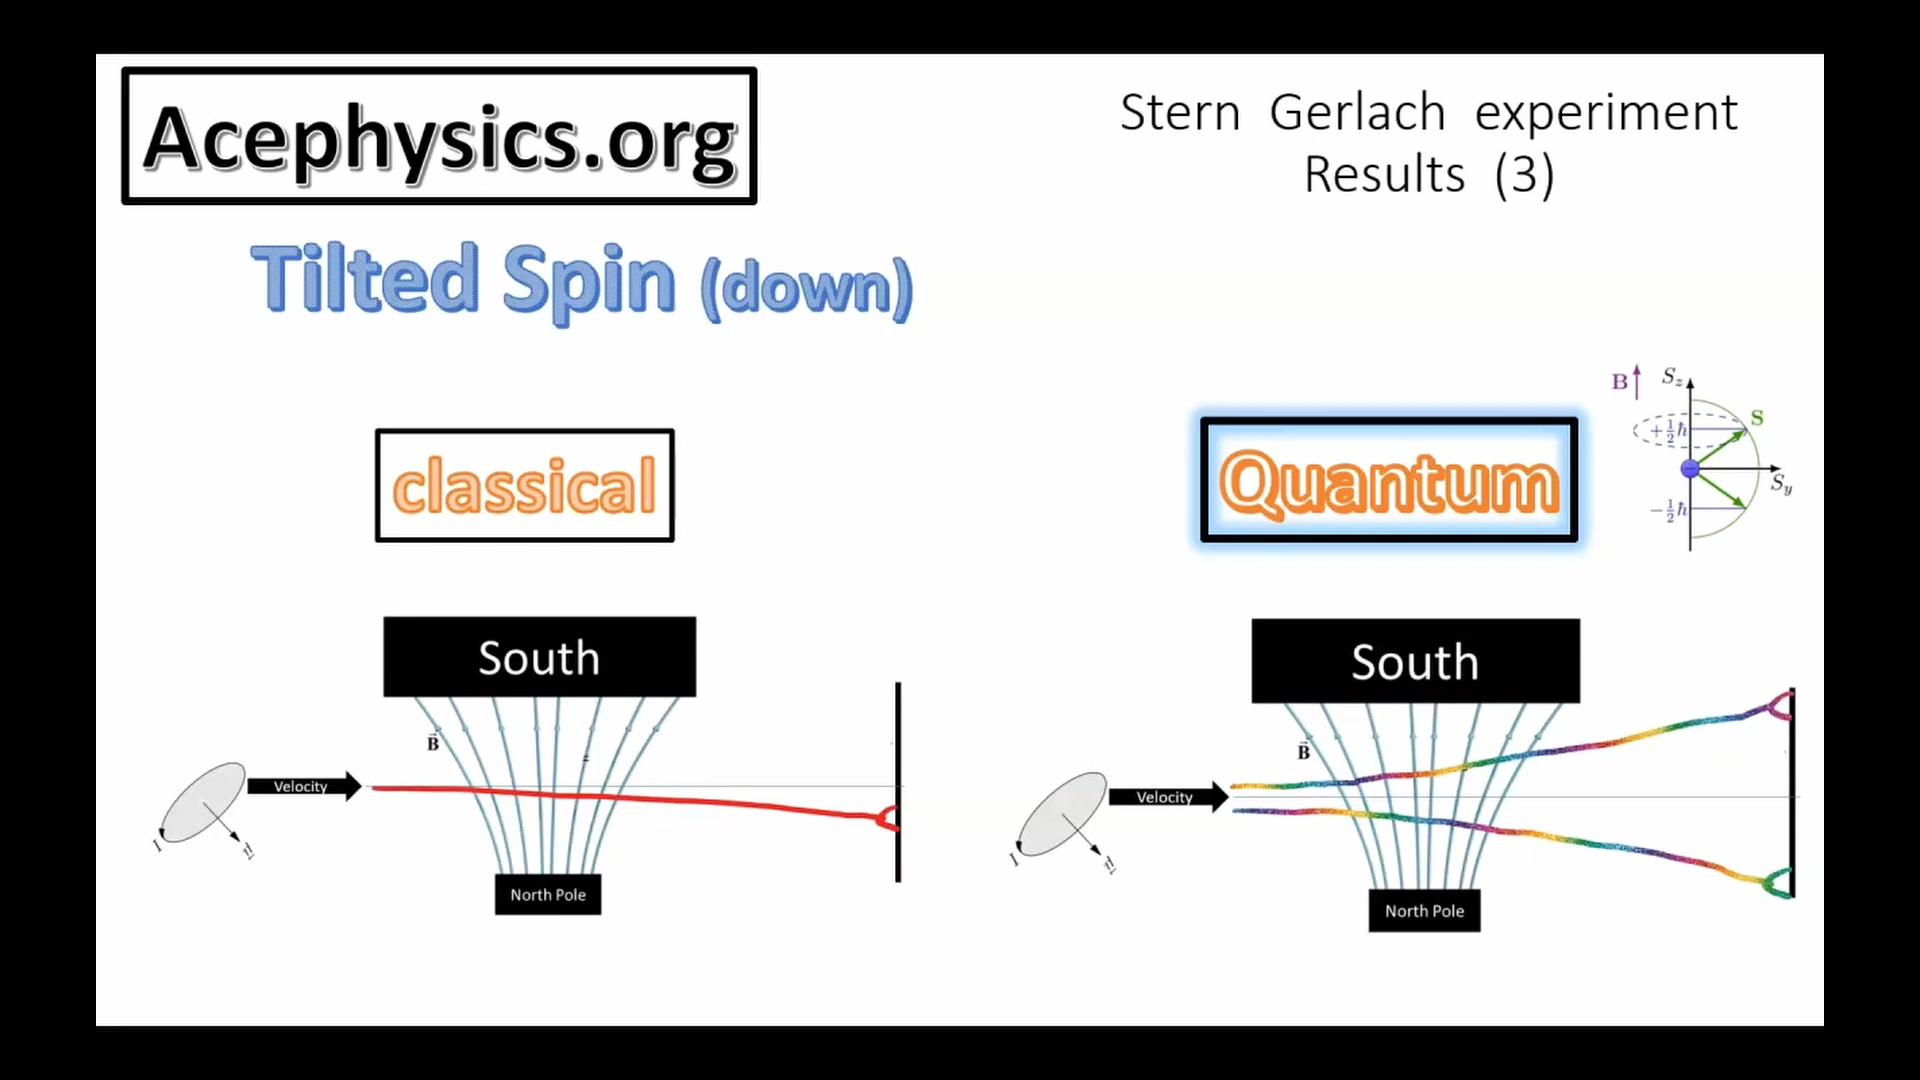 Acephysics.org
Stern Gerlach experiment
Results (3)
Tilted Spin (down)
classical
Quantum
B
S_z
+½ħ
S
S_y
−½ħ
South
B⃗
Velocity
I
North Pole
South
B⃗
Velocity
I
North Pole